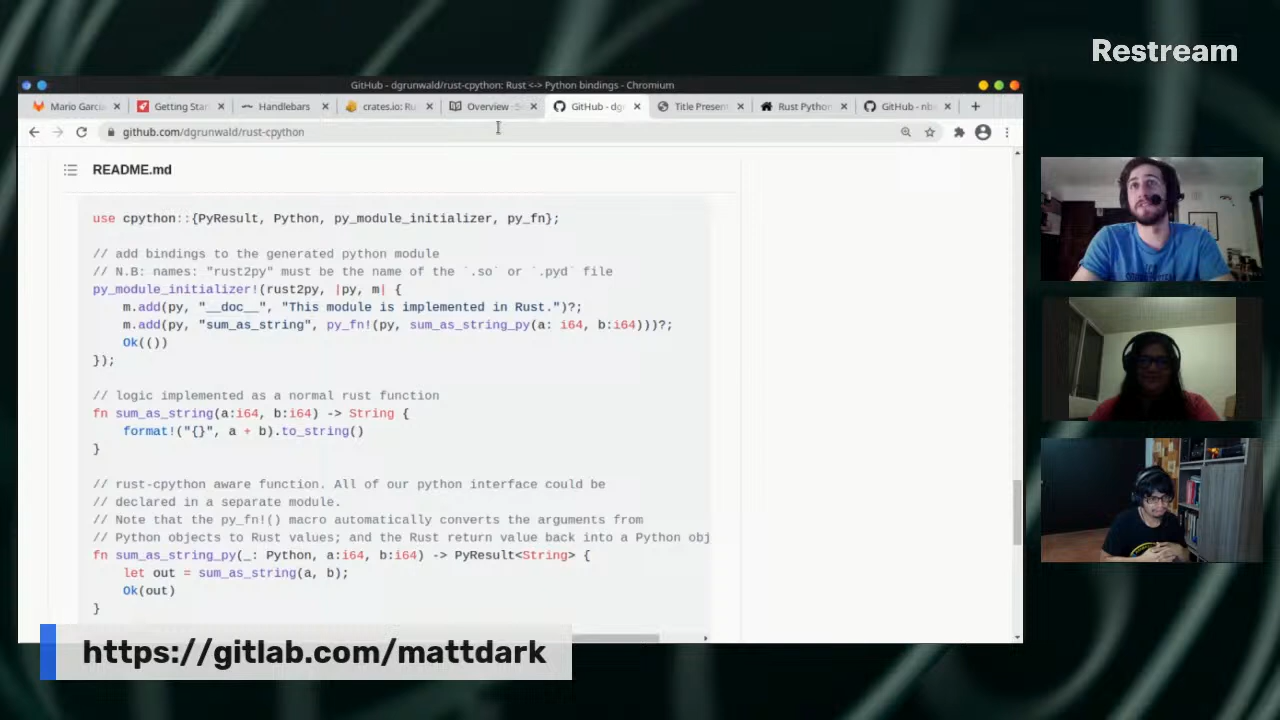 Restream
GitHub - dgrunwald/rust-cpython: Rust <-> Python bindings - Chromium
Mario Garcí
Getting Star
Handlebars
crates.io: Ru
Overview
GitHub - dgr
Title Present
Rust Python
GitHub - nb
github.com/dgrunwald/rust-cpython
README.md
use cpython::{PyResult, Python, py_module_initializer, py_fn};
// add bindings to the generated python module
// N.B: names: "rust2py" must be the name of the `.so` or `.pyd` file
py_module_initializer!(rust2py, |py, m| {
m.add(py, "__doc__", "This module is implemented in Rust.")?;
m.add(py, "sum_as_string", py_fn!(py, sum_as_string_py(a: i64, b:i64)))?;
Ok(())
});
// logic implemented as a normal rust function
fn sum_as_string(a:i64, b:i64) -> String {
format!("{}", a + b).to_string()
}
// rust-cpython aware function. All of our python interface could be
// declared in a separate module.
// Note that the py_fn!() macro automatically converts the arguments from
// Python objects to Rust values; and the Rust return value back into a Python obj
fn sum_as_string_py(_: Python, a:i64, b:i64) -> PyResult<String> {
let out = sum_as_string(a, b);
Ok(out)
}
https://gitlab.com/mattdark